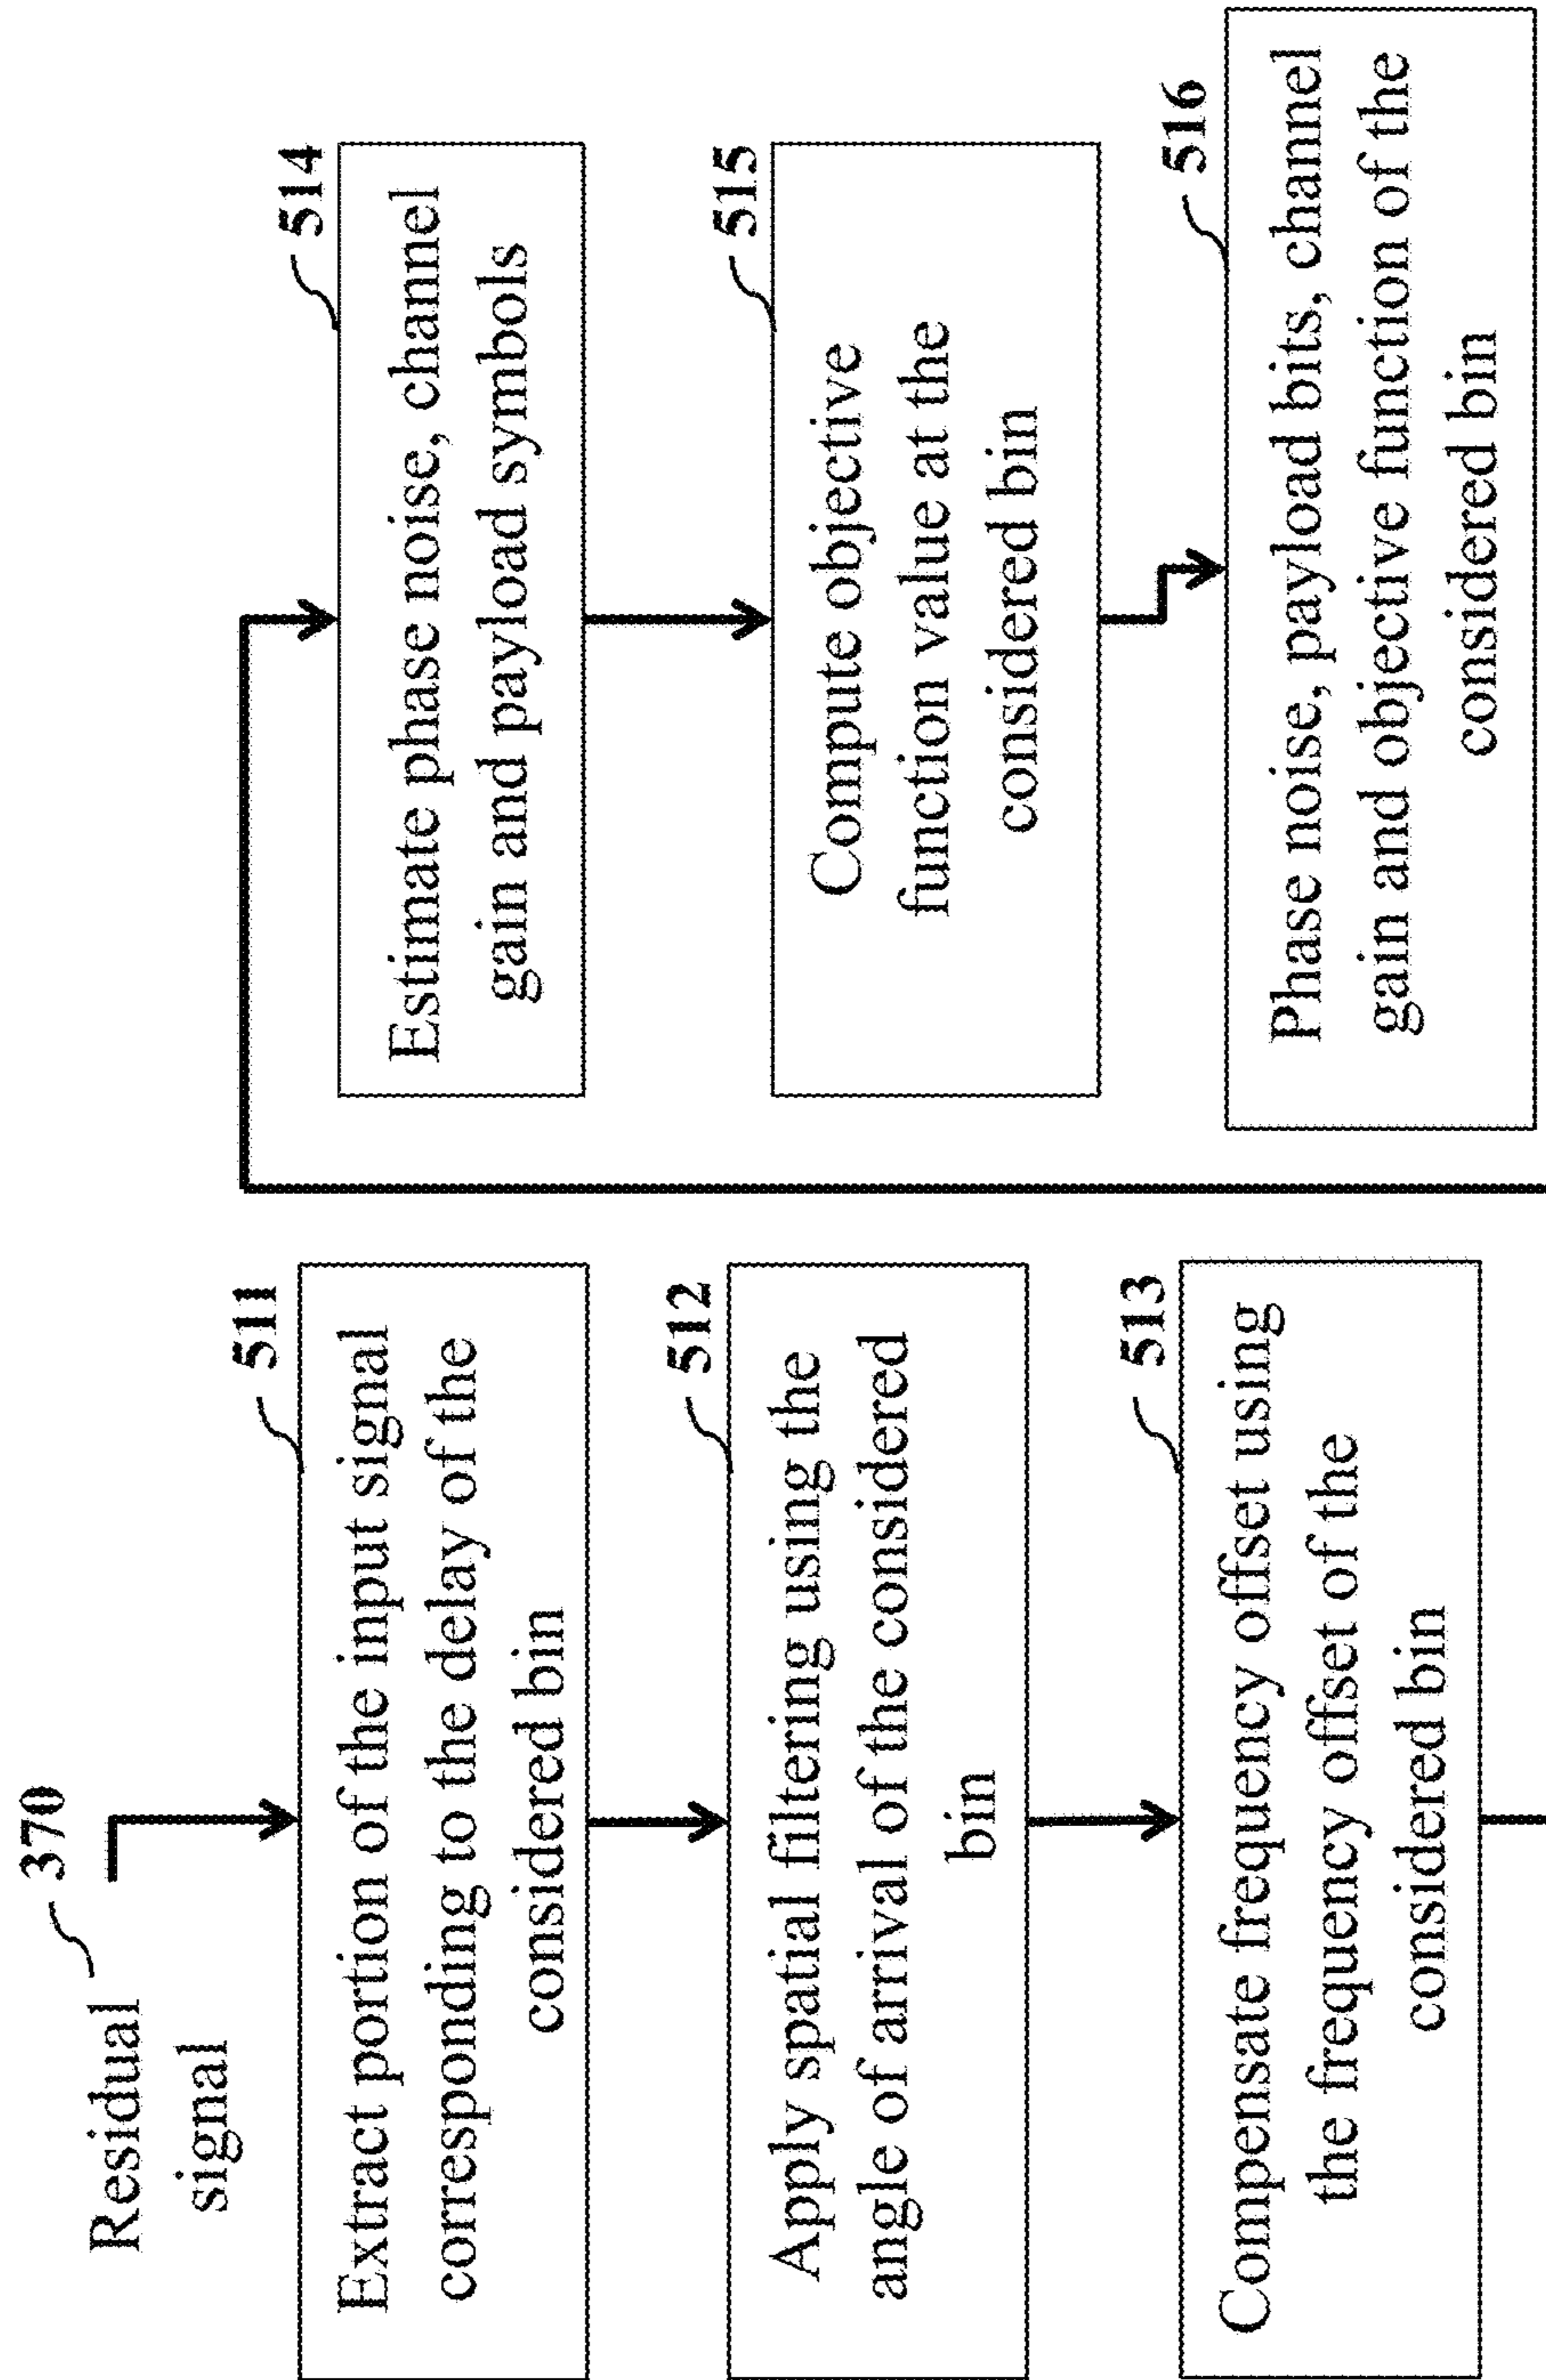 370
Residual
signal
511
Extract portion of the input signal
corresponding to the delay of the
considered bin
512
Apply spatial filtering using the
angle of arrival of the considered
bin
513
Compensate frequency offset using
the frequency offset of the
considered bin
514
Estimate phase noise, channel
gain and payload symbols
515
Compute objective
function value at the
considered bin
516
Phase noise, payload bits, channel
gain and objective function of the
considered bin